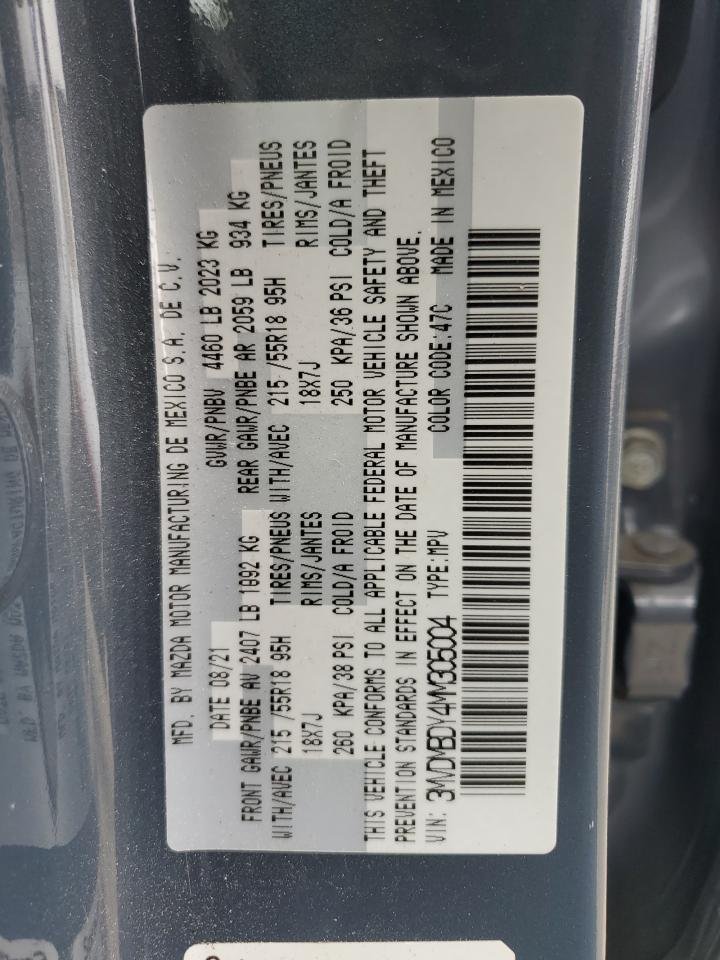 MFD. BY MAZDA MOTOR MANUFACTURING DE MEXICO S.A. DE C.V.
DATE 08/21 GVWR/PNBV 4460 LB 2023 KG
FRONT GAWR/PNBE AV 2407 LB 1092 KG REAR GAWR/PNBE AR 2059 LB 934 KG
WITH/AVEC 215 /55R18 95H TIRES/PNEUS WITH/AVEC 215 /55R18 95H TIRES/PNEUS
18X7J RIMS/JANTES 18X7J RIMS/JANTES
260 KPA/38 PSI COLD/A FROID 250 KPA/36 PSI COLD/A FROID
THIS VEHICLE CONFORMS TO ALL APPLICABLE FEDERAL MOTOR VEHICLE SAFETY AND THEFT
PREVENTION STANDARDS IN EFFECT ON THE DATE OF MANUFACTURE SHOWN ABOVE.
VIN: 3MVDMBDY4MM305004 TYPE:MPV COLOR CODE:47C MADE IN MEXICO